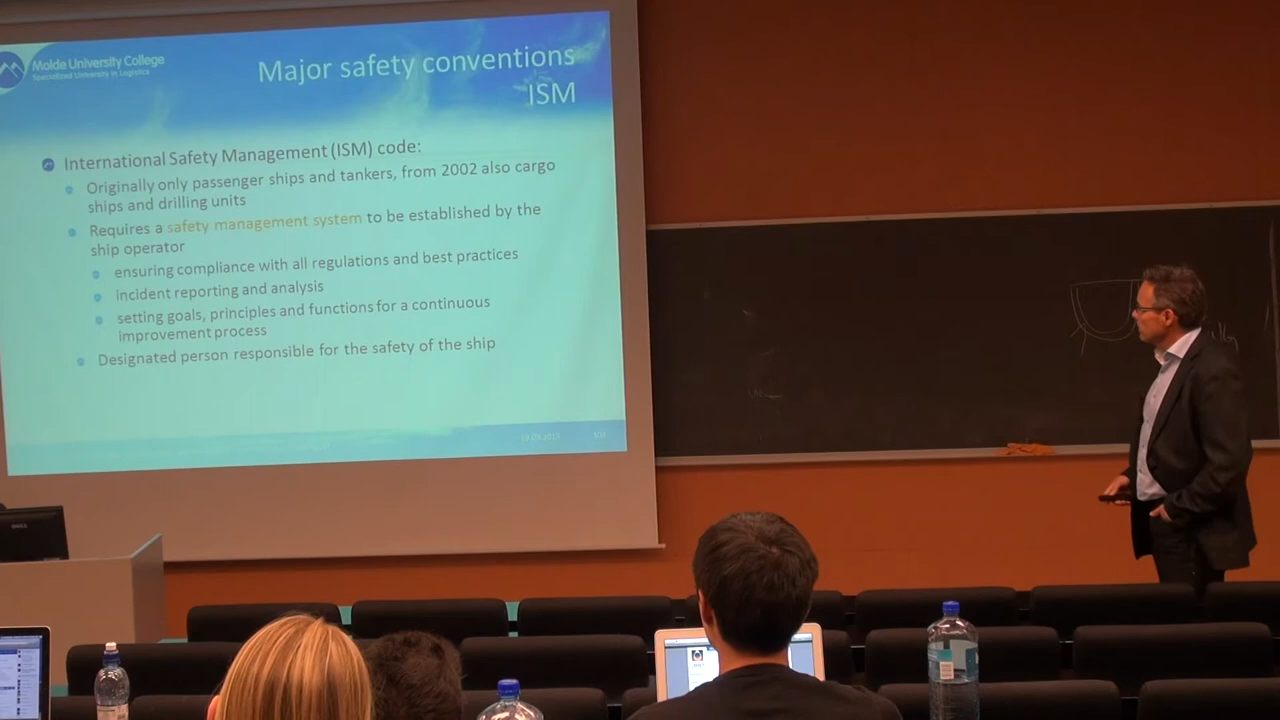 Molde University College
Specialized University in Logistics
Major safety conventions
ISM
International Safety Management (ISM) code:
Originally only passenger ships and tankers, from 2002 also cargo
ships and drilling units
Requires a safety management system to be established by the
ship operator
ensuring compliance with all regulations and best practices
incident reporting and analysis
setting goals, principles and functions for a continuous
improvement process
Designated person responsible for the safety of the ship
DELL